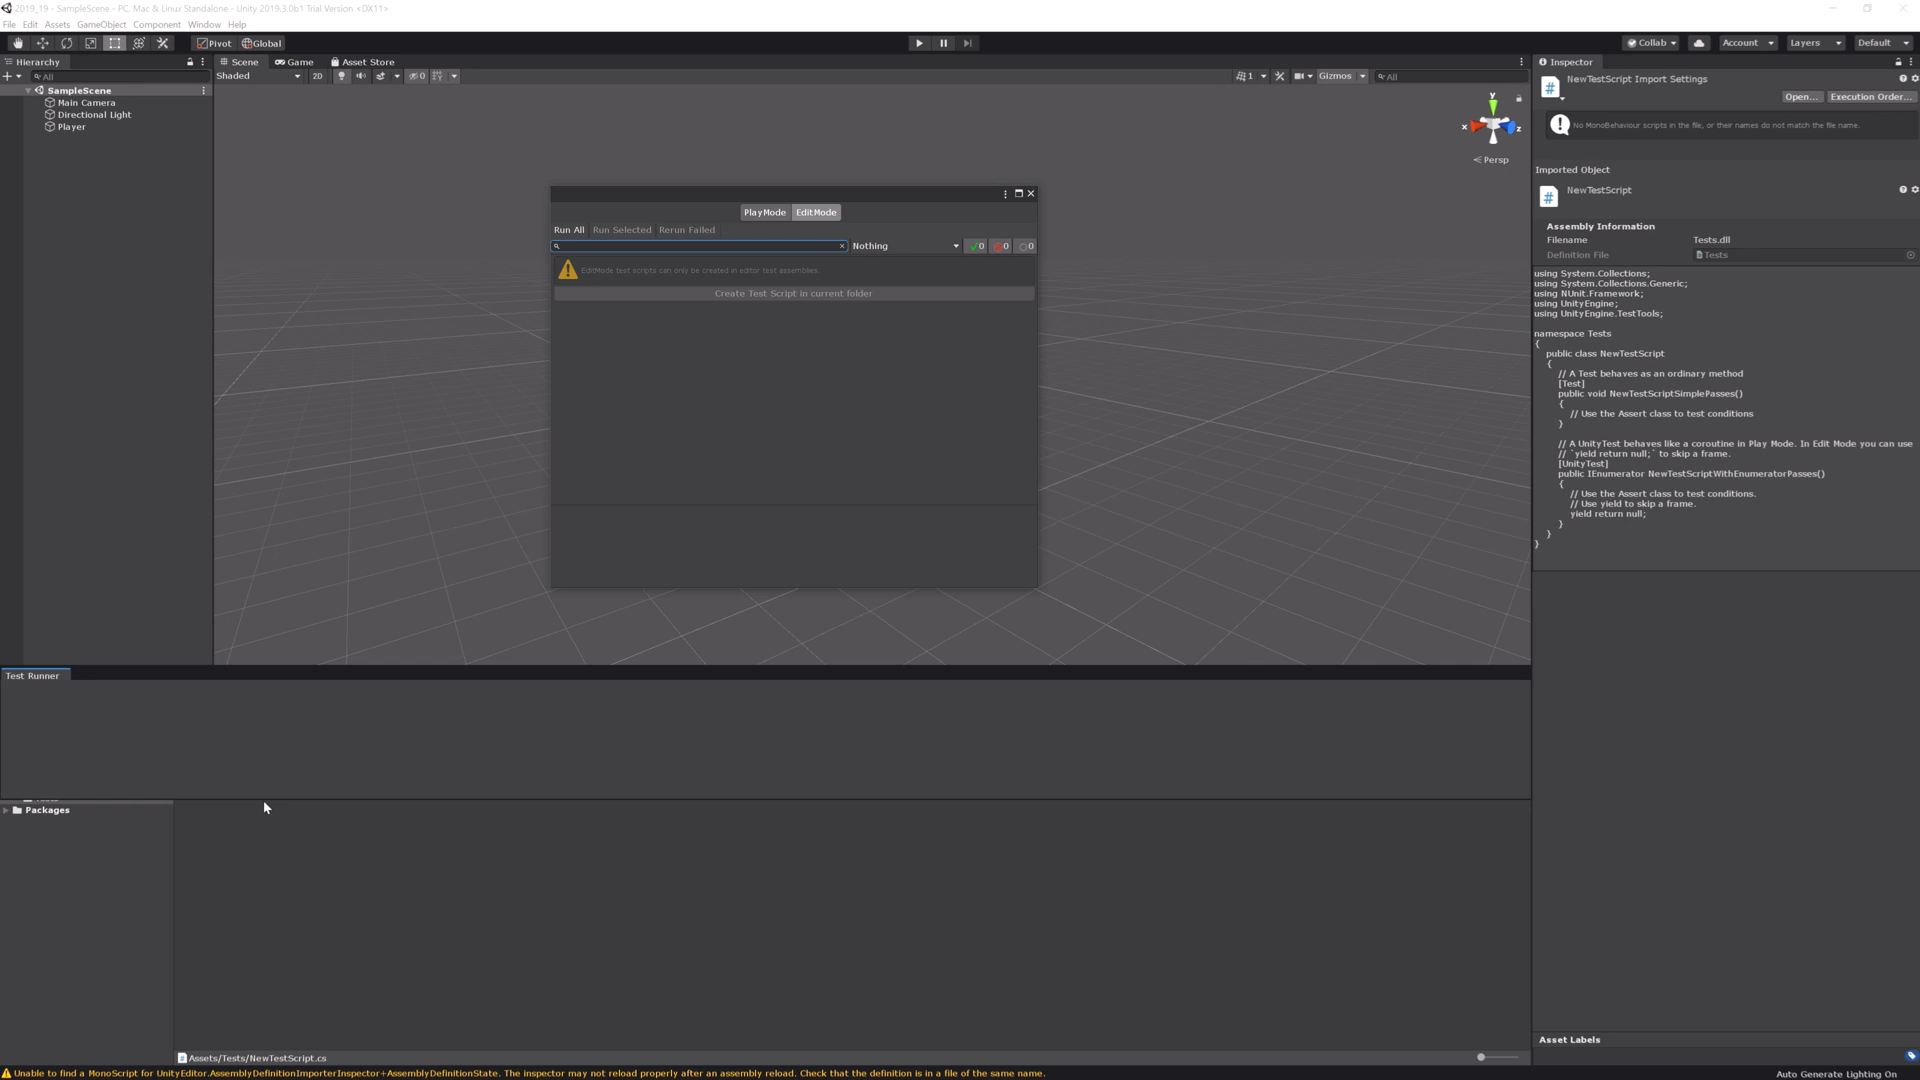 2019_19 - SampleScene - PC, Mac & Linux Standalone - Unity 2019.3.0b1 Trial Version <DX11>
File Edit Assets GameObject Component Window Help
Pivot Global
Collab Account Layers Default
Hierarchy
All
SampleScene
Main Camera
Directional Light
Player
Scene Game Asset Store
Shaded 2D 0 1 Gizmos All
y
x z
Persp
PlayMode EditMode
Run All Run Selected Rerun Failed
Nothing 0 0 0
EditMode test scripts can only be created in editor test assemblies.
Create Test Script in current folder
Inspector
NewTestScript Import Settings
Open... Execution Order...
No MonoBehaviour scripts in the file, or their names do not match the file name.
Imported Object
NewTestScript
Assembly Information
Filename Tests.dll
Definition File Tests
using System.Collections;
using System.Collections.Generic;
using NUnit.Framework;
using UnityEngine;
using UnityEngine.TestTools;
namespace Tests
{
public class NewTestScript
{
// A Test behaves as an ordinary method
[Test]
public void NewTestScriptSimplePasses()
{
// Use the Assert class to test conditions
}
// A UnityTest behaves like a coroutine in Play Mode. In Edit Mode you can use
// `yield return null;` to skip a frame.
[UnityTest]
public IEnumerator NewTestScriptWithEnumeratorPasses()
{
// Use the Assert class to test conditions.
// Use yield to skip a frame.
yield return null;
}
}
}
Test Runner
Packages
Assets/Tests/NewTestScript.cs
Asset Labels
Unable to find a MonoScript for UnityEditor.AssemblyDefinitionImporterInspector+AssemblyDefinitionState. The inspector may not reload properly after an assembly reload. Check that the definition is in a file of the same name.
Auto Generate Lighting On